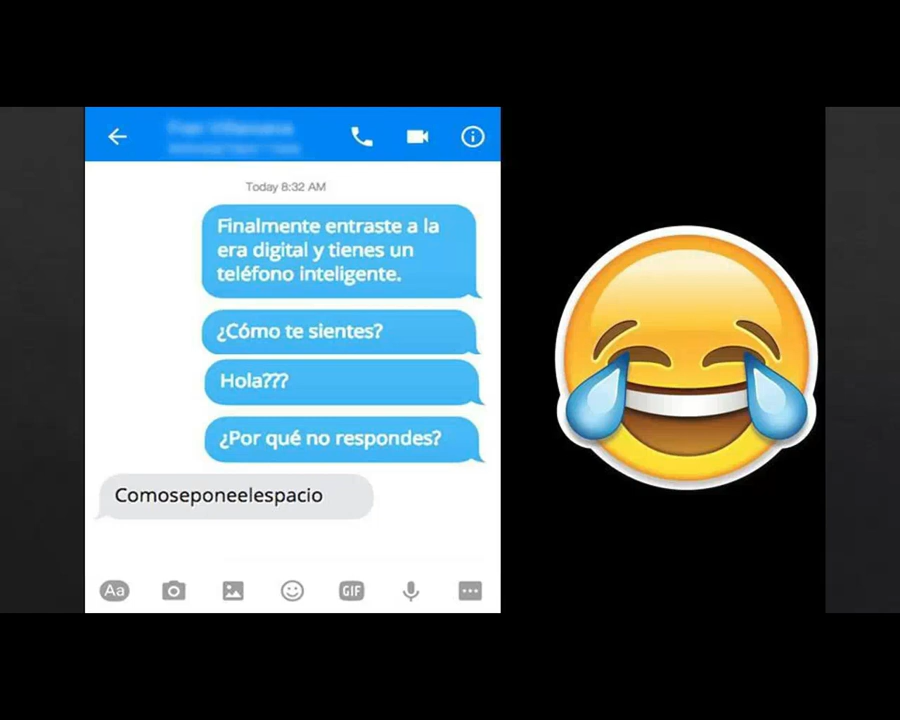 Today 8:32 AM
Finalmente entraste a la
era digital y tienes un
teléfono inteligente.
¿Cómo te sientes?
Hola???
¿Por qué no respondes?
Comoseponeelespacio
Aa
GIF